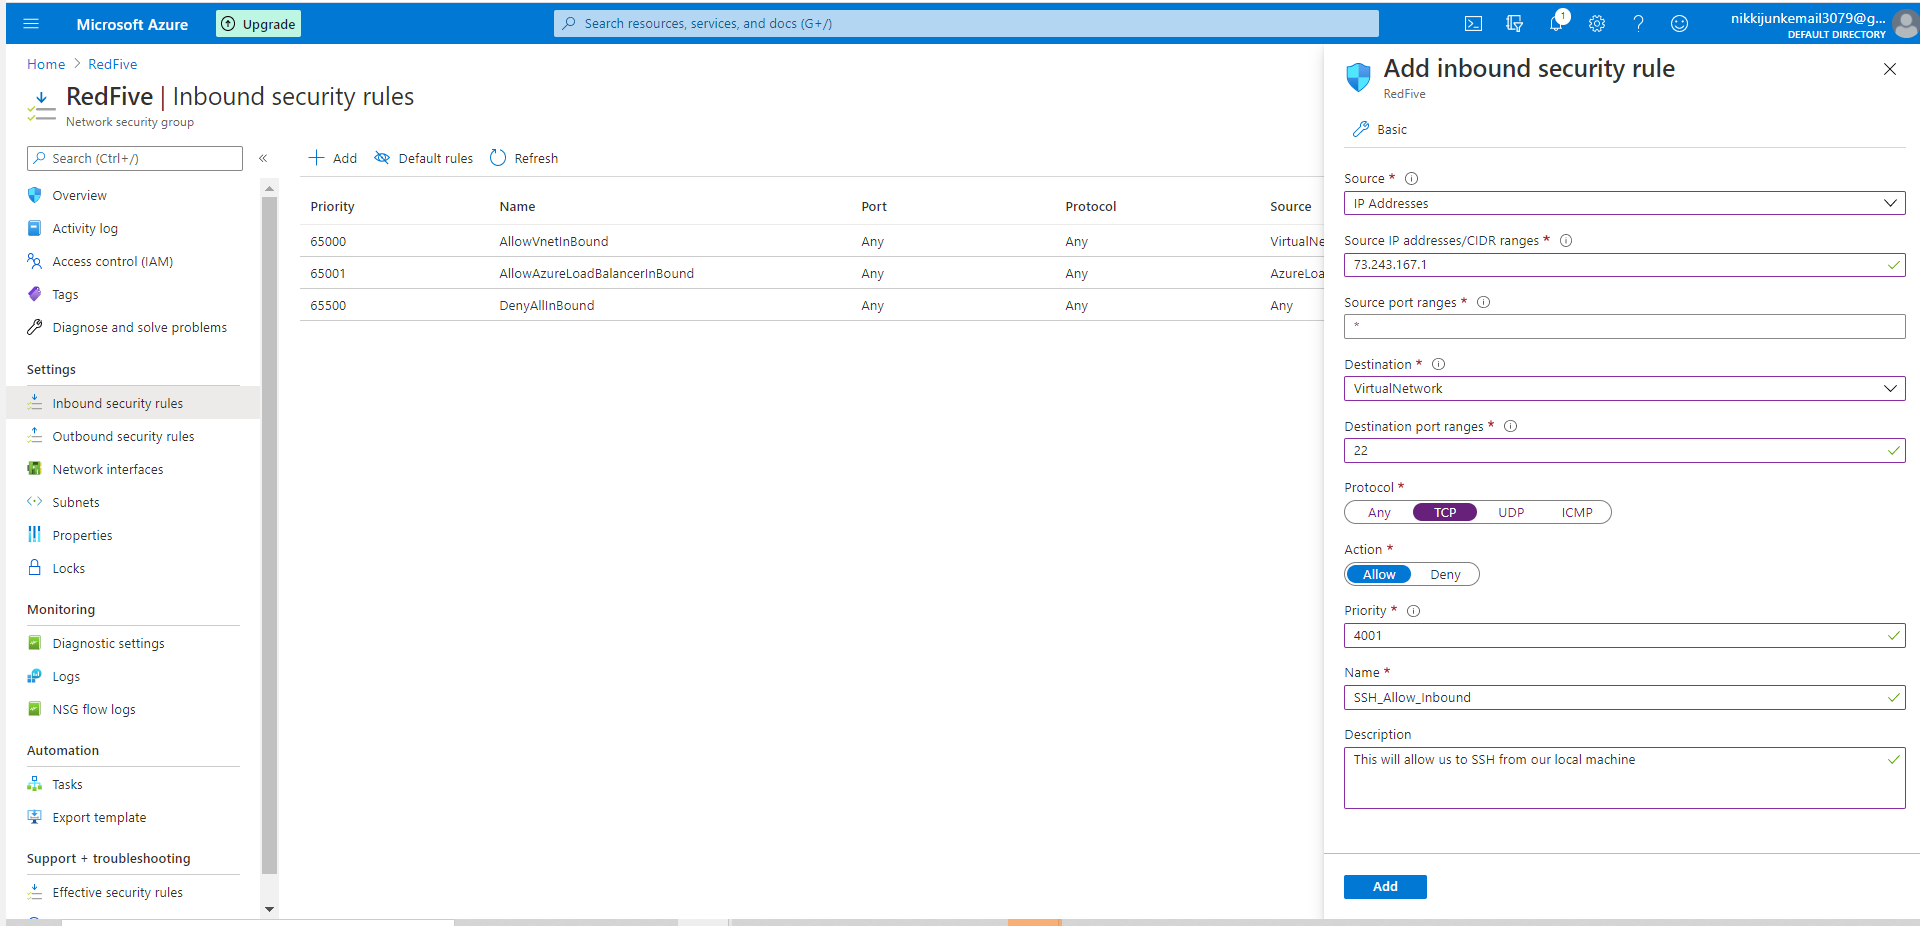 Microsoft Azure
Upgrade
Search resources, services, and docs (G+/)
1
nikkijunkemail3079@g...
DEFAULT DIRECTORY
Home > RedFive
RedFive | Inbound security rules
Network security group
Search (Ctrl+/)
«
Overview
Activity log
Access control (IAM)
Tags
Diagnose and solve problems
Settings
Inbound security rules
Outbound security rules
Network interfaces
Subnets
Properties
Locks
Monitoring
Diagnostic settings
Logs
NSG flow logs
Automation
Tasks
Export template
Support + troubleshooting
Effective security rules
Add Default rules Refresh
Priority Name Port Protocol Source
65000 AllowVnetInBound Any Any VirtualNe
65001 AllowAzureLoadBalancerInBound Any Any AzureLoa
65500 DenyAllInBound Any Any Any
Add inbound security rule
RedFive
Basic
Source *
IP Addresses
Source IP addresses/CIDR ranges *
73.243.167.1
Source port ranges *
*
Destination *
VirtualNetwork
Destination port ranges *
22
Protocol *
Any TCP UDP ICMP
Action *
Allow Deny
Priority *
4001
Name *
SSH_Allow_Inbound
Description
This will allow us to SSH from our local machine
Add